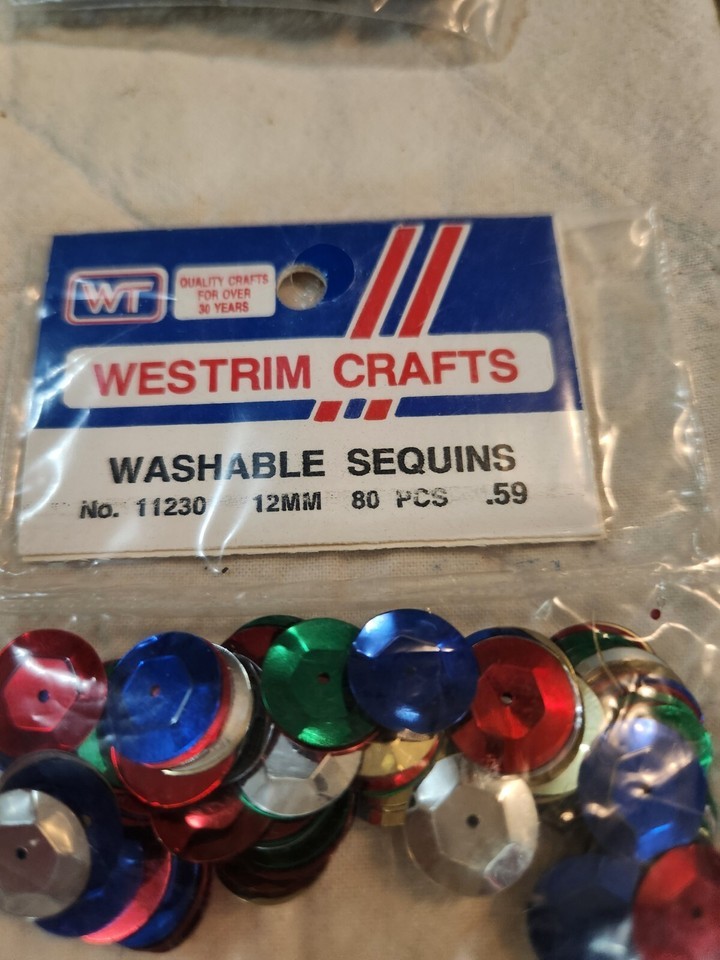 WT
QUALITY CRAFTS
FOR OVER
30 YEARS
WESTRIM CRAFTS
WASHABLE SEQUINS
No. 11230 12MM 80 PCS .59